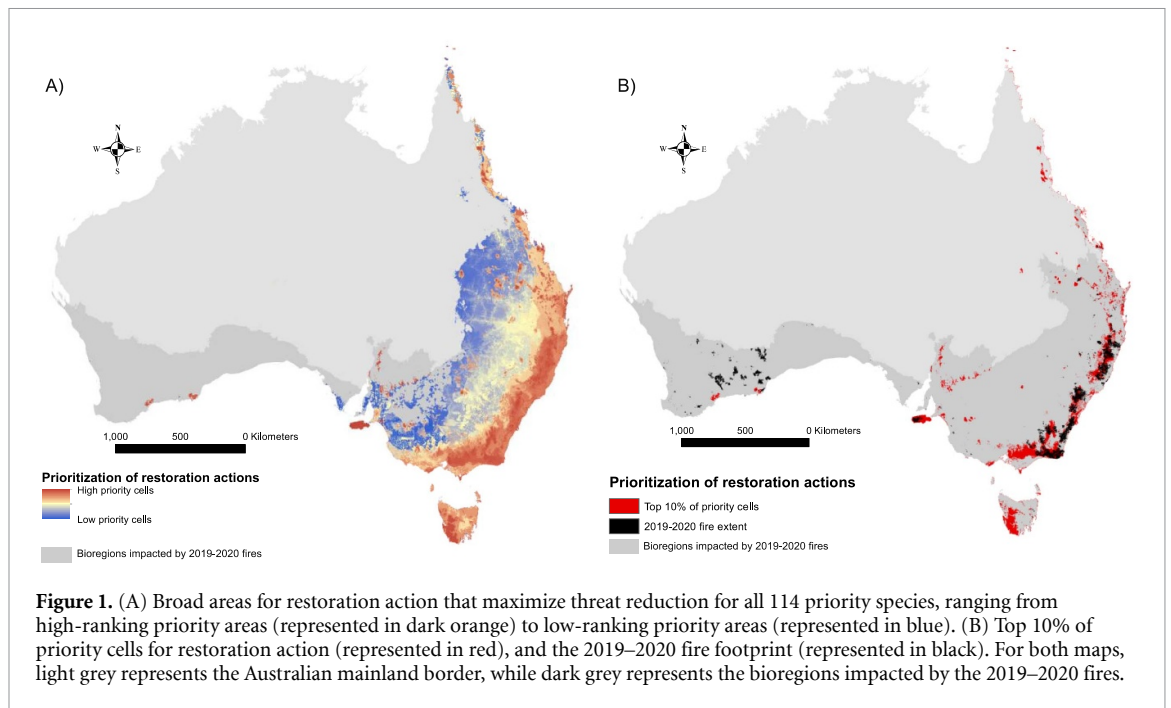 A)
N
W E
S
1,000 500 0 Kilometers
Prioritization of restoration actions
High priority cells
Low priority cells
Bioregions impacted by 2019-2020 fires
B)
N
W E
S
1,000 500 0 Kilometers
Prioritization of restoration actions
Top 10% of priority cells
2019-2020 fire extent
Bioregions impacted by 2019-2020 fires
Figure 1. (A) Broad areas for restoration action that maximize threat reduction for all 114 priority species, ranging from
high-ranking priority areas (represented in dark orange) to low-ranking priority areas (represented in blue). (B) Top 10% of
priority cells for restoration action (represented in red), and the 2019–2020 fire footprint (represented in black). For both maps,
light grey represents the Australian mainland border, while dark grey represents the bioregions impacted by the 2019–2020 fires.